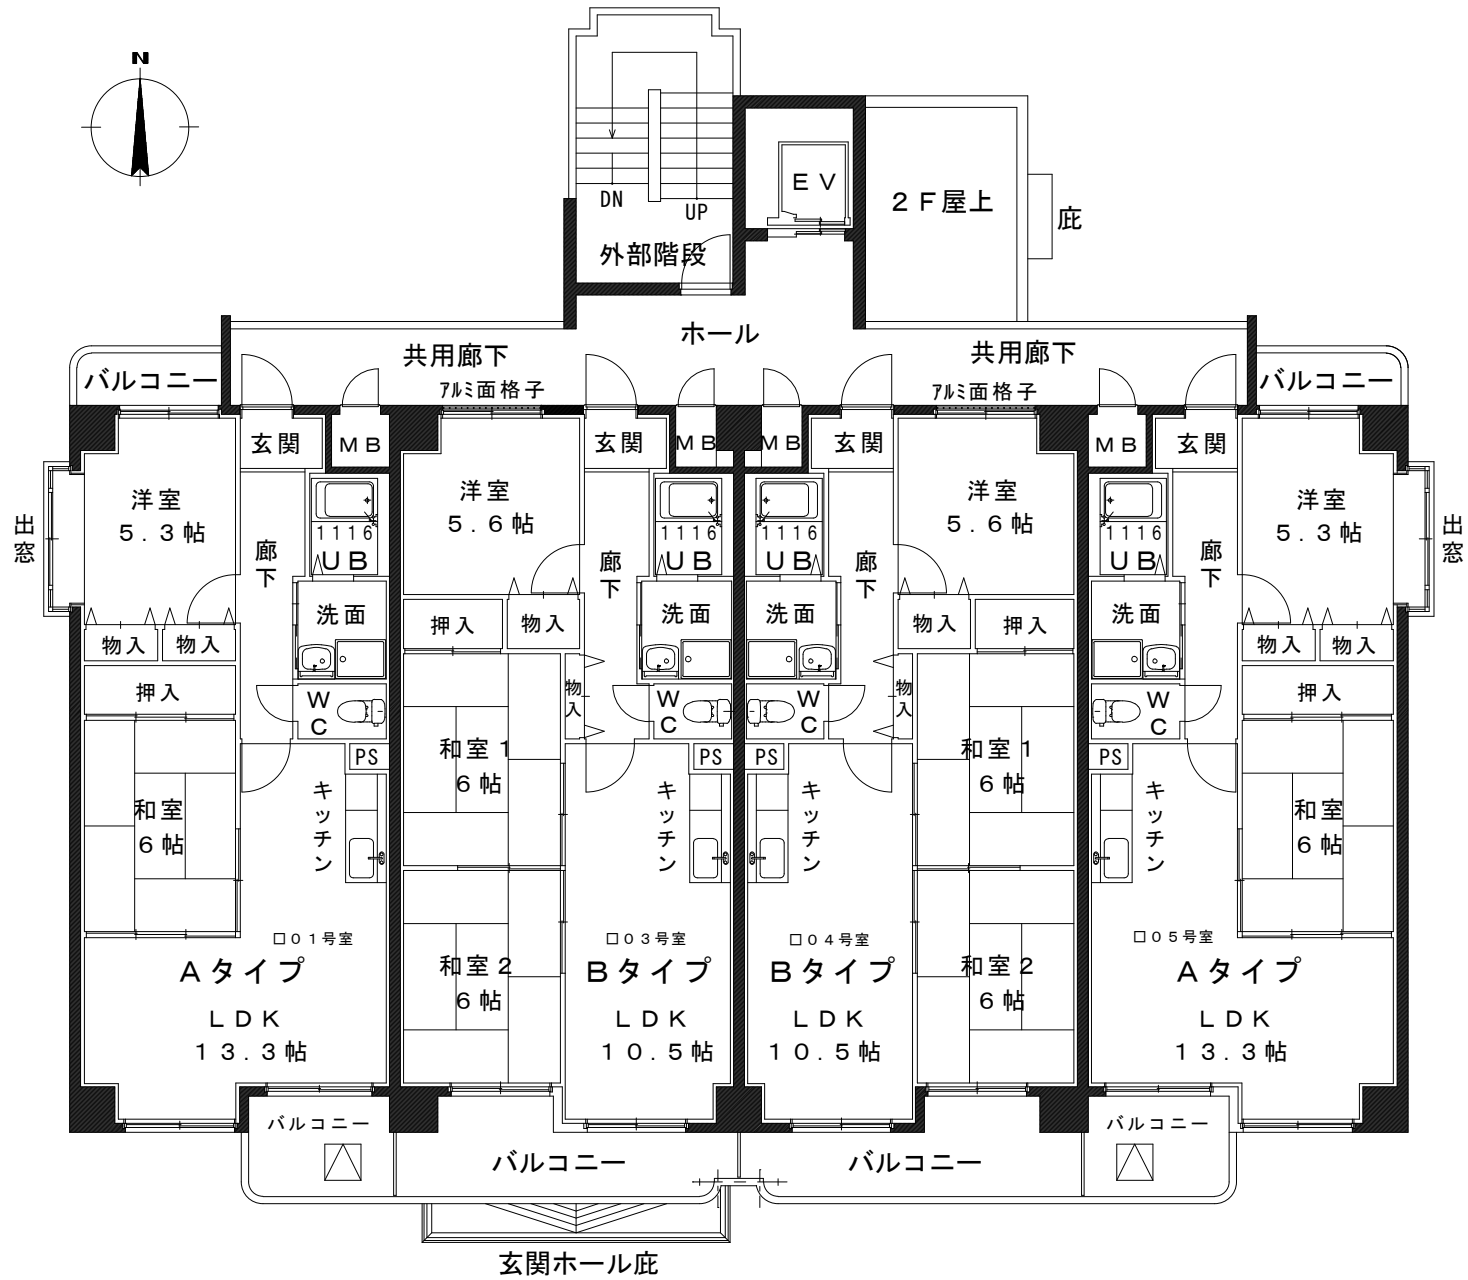 N
DN
UP
外部階段
ＥＶ
２Ｆ屋上
庇
ホール
共用廊下
共用廊下
バルコニー
ｱﾙﾐ面格子
ｱﾙﾐ面格子
バルコニー
玄関
ＭＢ
玄関
ＭＢ
ＭＢ
玄関
ＭＢ
玄関
出窓
洋室
５.３帖
廊下
１１１６
ＵＢ
洋室
５.６帖
廊下
１１１６
ＵＢ
１１１６
ＵＢ
廊下
洋室
５.６帖
１１１６
ＵＢ
廊下
洋室
５.３帖
出窓
物入
物入
洗面
押入
物入
洗面
洗面
物入
押入
洗面
物入
物入
押入
ＷＣ
物入
ＷＣ
ＷＣ
物入
ＷＣ
押入
和室
６帖
PS
キッチン
和室１
６帖
PS
キッチン
PS
キッチン
和室１
６帖
PS
キッチン
和室
６帖
□０１号室
Ａタイプ
ＬＤＫ
１３.３帖
和室２
６帖
□０３号室
Ｂタイプ
ＬＤＫ
１０.５帖
□０４号室
Ｂタイプ
ＬＤＫ
１０.５帖
和室２
６帖
□０５号室
Ａタイプ
ＬＤＫ
１３.３帖
バルコニー
バルコニー
バルコニー
バルコニー
玄関ホール庇